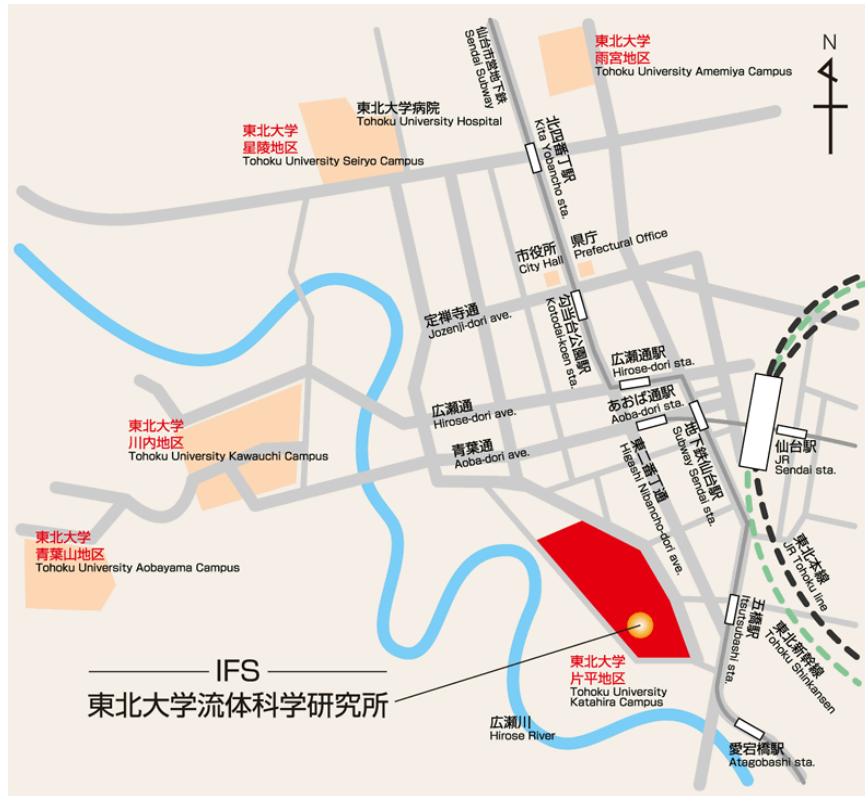 仙台市営地下鉄
Sendai Subway
東北大学
雨宮地区
Tohoku University Amemiya Campus
N
東北大学病院
Tohoku University Hospital
東北大学
星陵地区
Tohoku University Seiryo Campus
北四番丁駅
Kita Yobancho sta.
市役所
City Hall
県庁
Prefectural Office
定禅寺通
Jozenji-dori ave.
勾当台公園駅
Kotodai-koen sta.
広瀬通駅
Hirose-dori sta.
広瀬通
Hirose-dori ave.
あおば通駅
Aoba-dori sta.
東北大学
川内地区
Tohoku University Kawauchi Campus
青葉通
Aoba-dori ave.
東二番丁通
Higashi Nibancho-dori ave.
地下鉄仙台駅
Subway Sendai sta.
仙台駅
JR
Sendai sta.
東北大学
青葉山地区
Tohoku University Aobayama Campus
東北本線
JR Tohoku line
東北新幹線
Tohoku Shinkansen
五橋駅
Itsutsubashi sta.
IFS
東北大学流体科学研究所
東北大学
片平地区
Tohoku University
Katahira Campus
広瀬川
Hirose River
愛宕橋駅
Atagobashi sta.